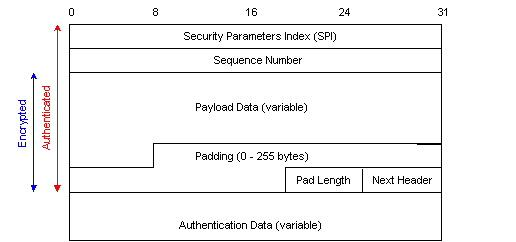 0 8 16 24 31
Security Parameters Index (SPI)
Sequence Number
Payload Data (variable)
Padding (0 - 255 bytes)
Pad Length Next Header
Authentication Data (variable)
Encrypted
Authenticated